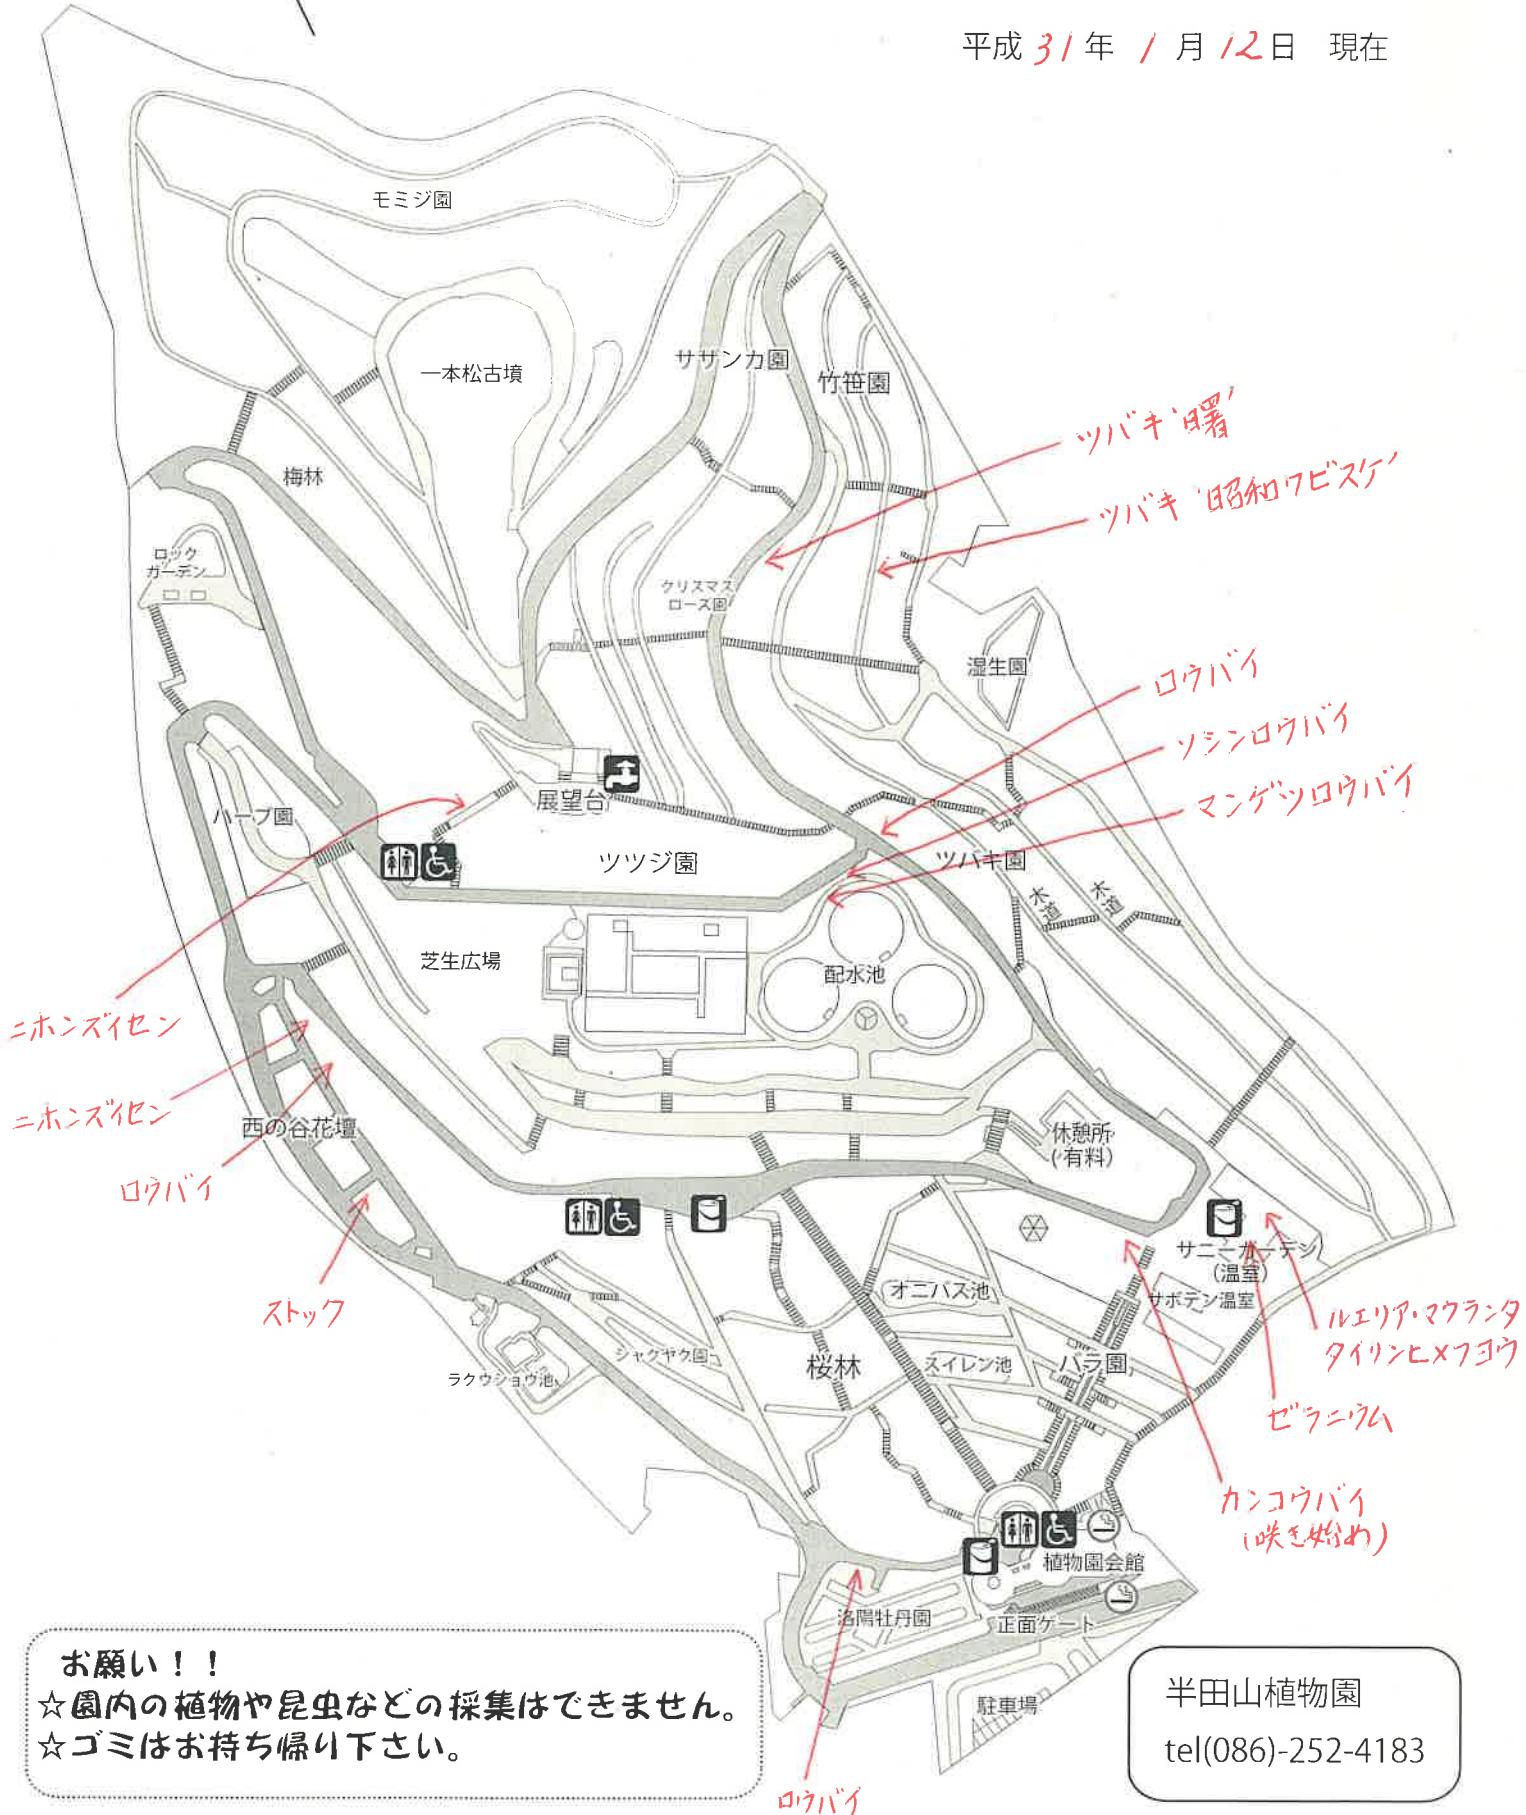 平成 31 年 1 月 12 日 現在
モミジ園
一本松古墳
ササンカ園
竹笹園
ツバキ '曙'
梅林
ツバキ '昭和ワビスケ'
ロック
ガーデン
クリスマス
ローズ園
湿生園
ロウバイ
ソシンロウバイ
マンゲツロウバイ
展望台
ハーブ園
ツツジ園
ツバキ園
木道
木道
芝生広場
配水池
ニホンズイセン
ニホンズイセン
西の谷花壇
休憩所
(有料)
ロウバイ
ストック
サニーガーデン
(温室)
オニバス池
サボテン温室
ルエリア・マクランタ
タイリンヒメフヨウ
シャクヤク園
桜林
スイレン池
バラ園
ラクウショウ池
ゼラニウム
カンコウバイ
(咲き始め)
植物園会館
洛陽牡丹園
正面ゲート
駐車場
ロウバイ
お願い!!
☆園内の植物や昆虫などの採集はできません。
☆ゴミはお持ち帰り下さい。
半田山植物園
tel(086)-252-4183